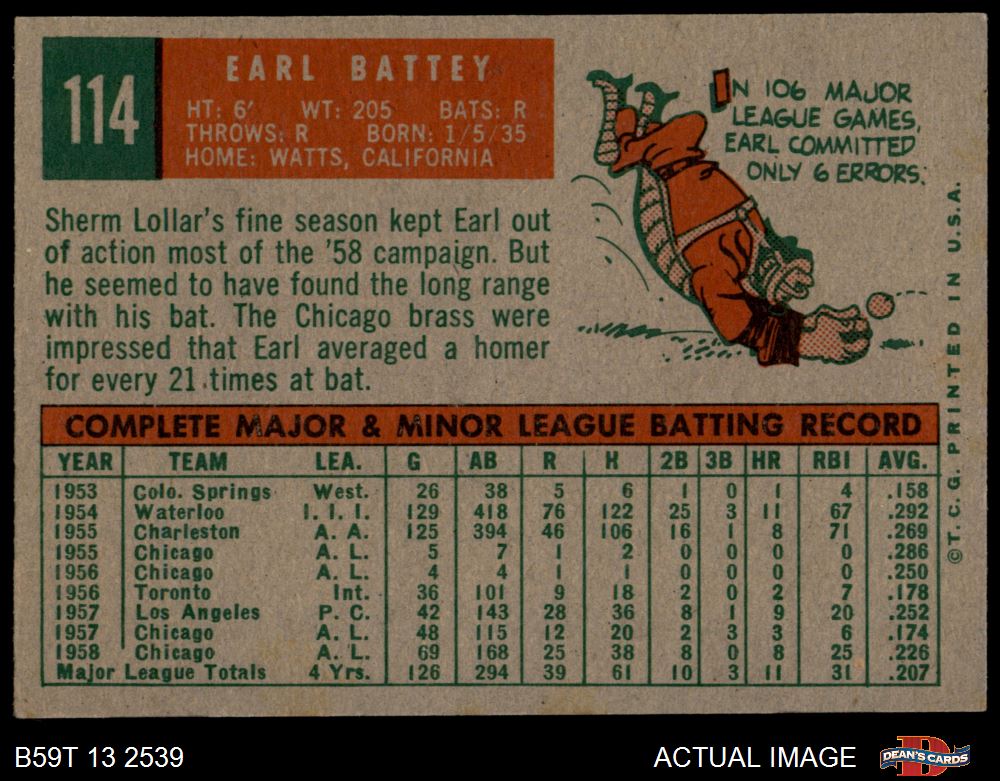 114
EARL BATTEY
HT: 6' WT: 205 BATS: R
THROWS: R BORN: 1/5/35
HOME: WATTS, CALIFORNIA
IN 106 MAJOR
LEAGUE GAMES,
EARL COMMITTED
ONLY 6 ERRORS.
Sherm Lollar's fine season kept Earl out
of action most of the '58 campaign. But
he seemed to have found the long range
with his bat. The Chicago brass were
impressed that Earl averaged a homer
for every 21 times at bat.
COMPLETE MAJOR & MINOR LEAGUE BATTING RECORD
YEAR TEAM LEA. G AB R H 2B 3B HR RBI AVG.
1953 Colo. Springs West. 26 38 5 6 1 0 1 4 .158
1954 Waterloo I. I. I. 129 418 76 122 25 3 11 67 .292
1955 Charleston A. A. 125 394 46 106 16 1 8 71 .269
1955 Chicago A. L. 5 7 1 2 0 0 0 0 .286
1956 Chicago A. L. 4 4 1 1 0 0 0 0 .250
1956 Toronto Int. 36 101 9 18 2 0 2 7 .178
1957 Los Angeles P. C. 42 143 28 36 8 1 9 20 .252
1957 Chicago A. L. 48 115 12 20 2 3 3 6 .174
1958 Chicago A. L. 69 168 25 38 8 0 8 25 .226
Major League Totals 4 Yrs. 126 294 39 61 10 3 11 31 .207
©T.C.G. PRINTED IN U.S.A.
B59T 13 2539
ACTUAL IMAGE
DEAN'S CARDS